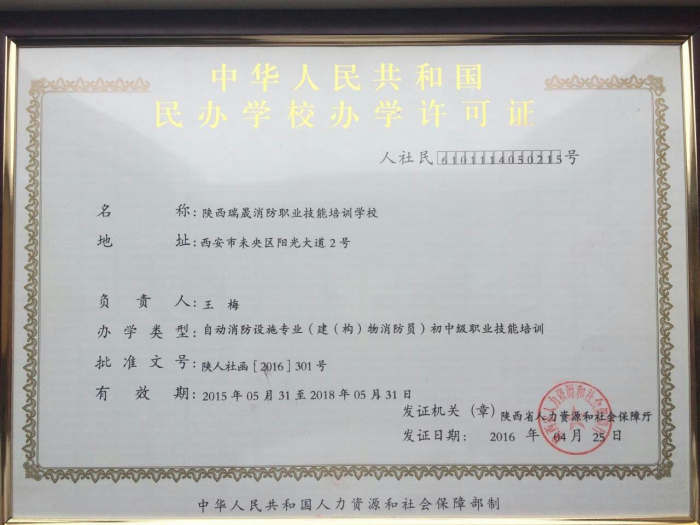 中华人民共和国
民办学校办学许可证
人社民6101114050215号
名称:陕西瑞晟消防职业技能培训学校
地址:西安市未央区阳光大道2号
负责人:王梅
办学类型:自动消防设施专业(建(构)物消防员)初中级职业技能培训
批准文号:陕人社函[2016]301号
有效期:2015年05月31至2018年05月31日
发证机关(章)陕西省人力资源和社会保障厅
发证日期:2016年04月25日
中华人民共和国人力资源和社会保障部制